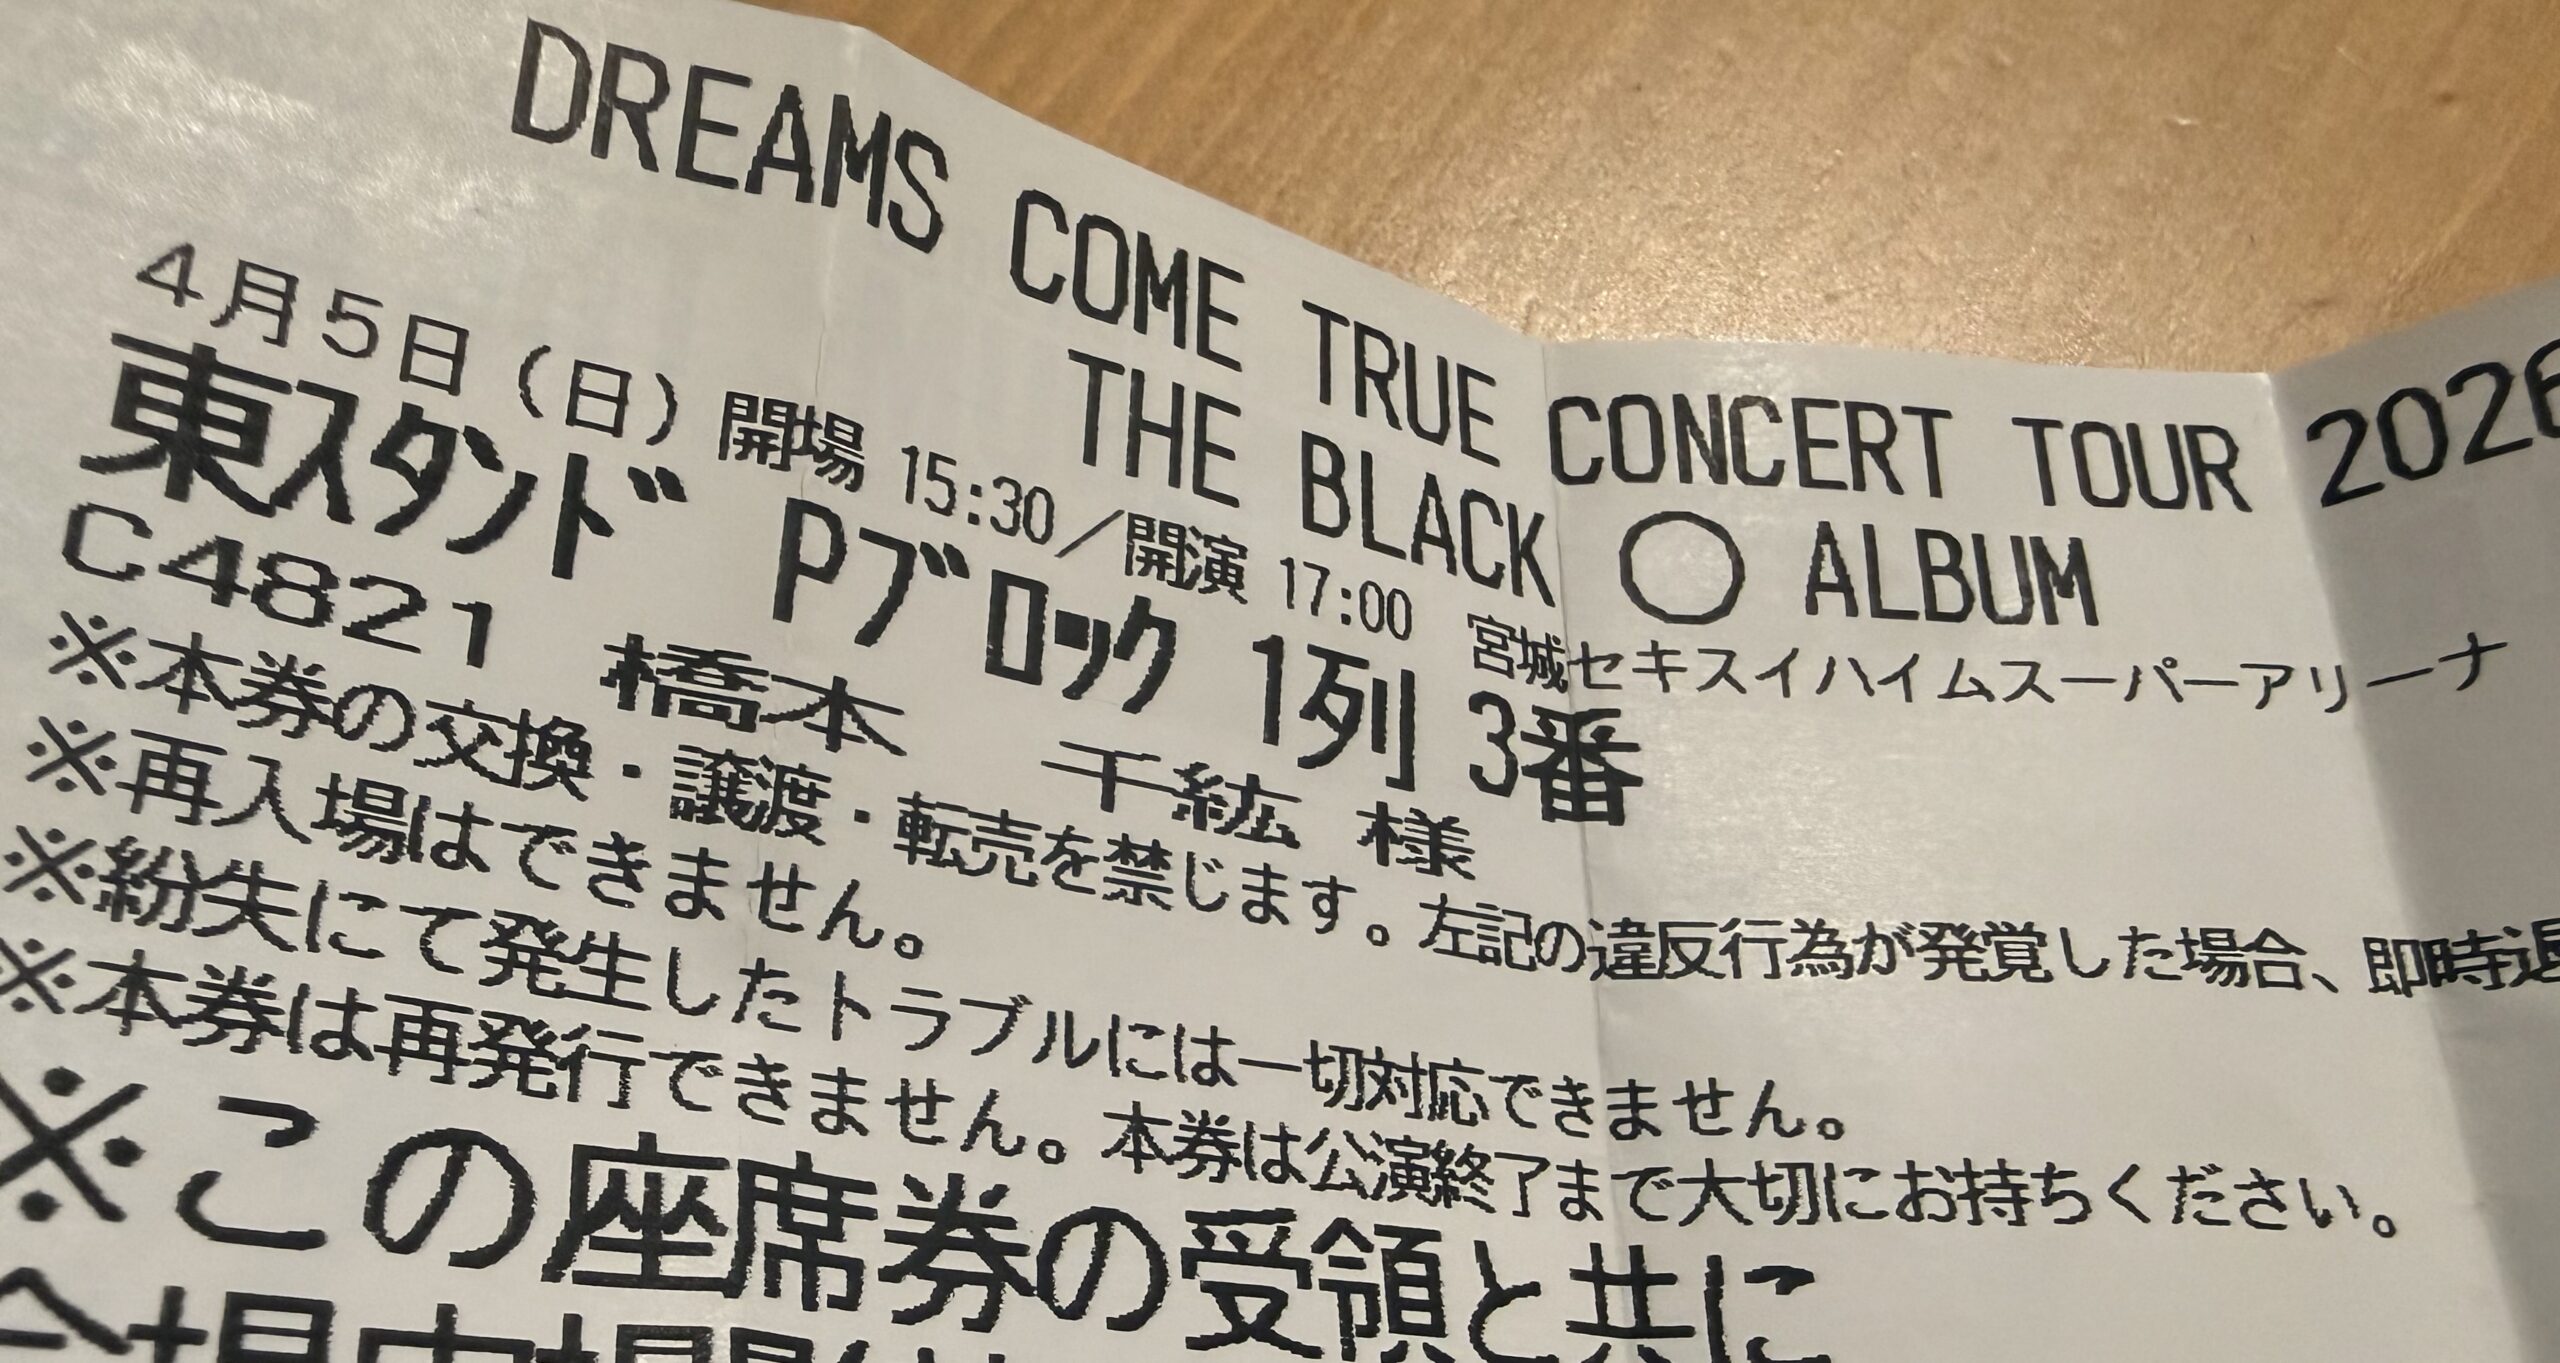 DREAMS COME TRUE CONCERT TOUR 2026
THE BLACK ○ ALBUM
4月5日（日）開場 15:30／開演 17:00 宮城セキスイハイムスーパーアリーナ
東スタンド Pブロック 1列 3番
C4821 橋本 千紘 様
※本券の交換・譲渡・転売を禁じます。左記の違反行為が発覚した場合、即時退
※再入場はできません。
※紛失にて発生したトラブルには一切対応できません。
※本券は再発行できません。本券は公演終了まで大切にお持ちください。
※この座席券の受領と共に